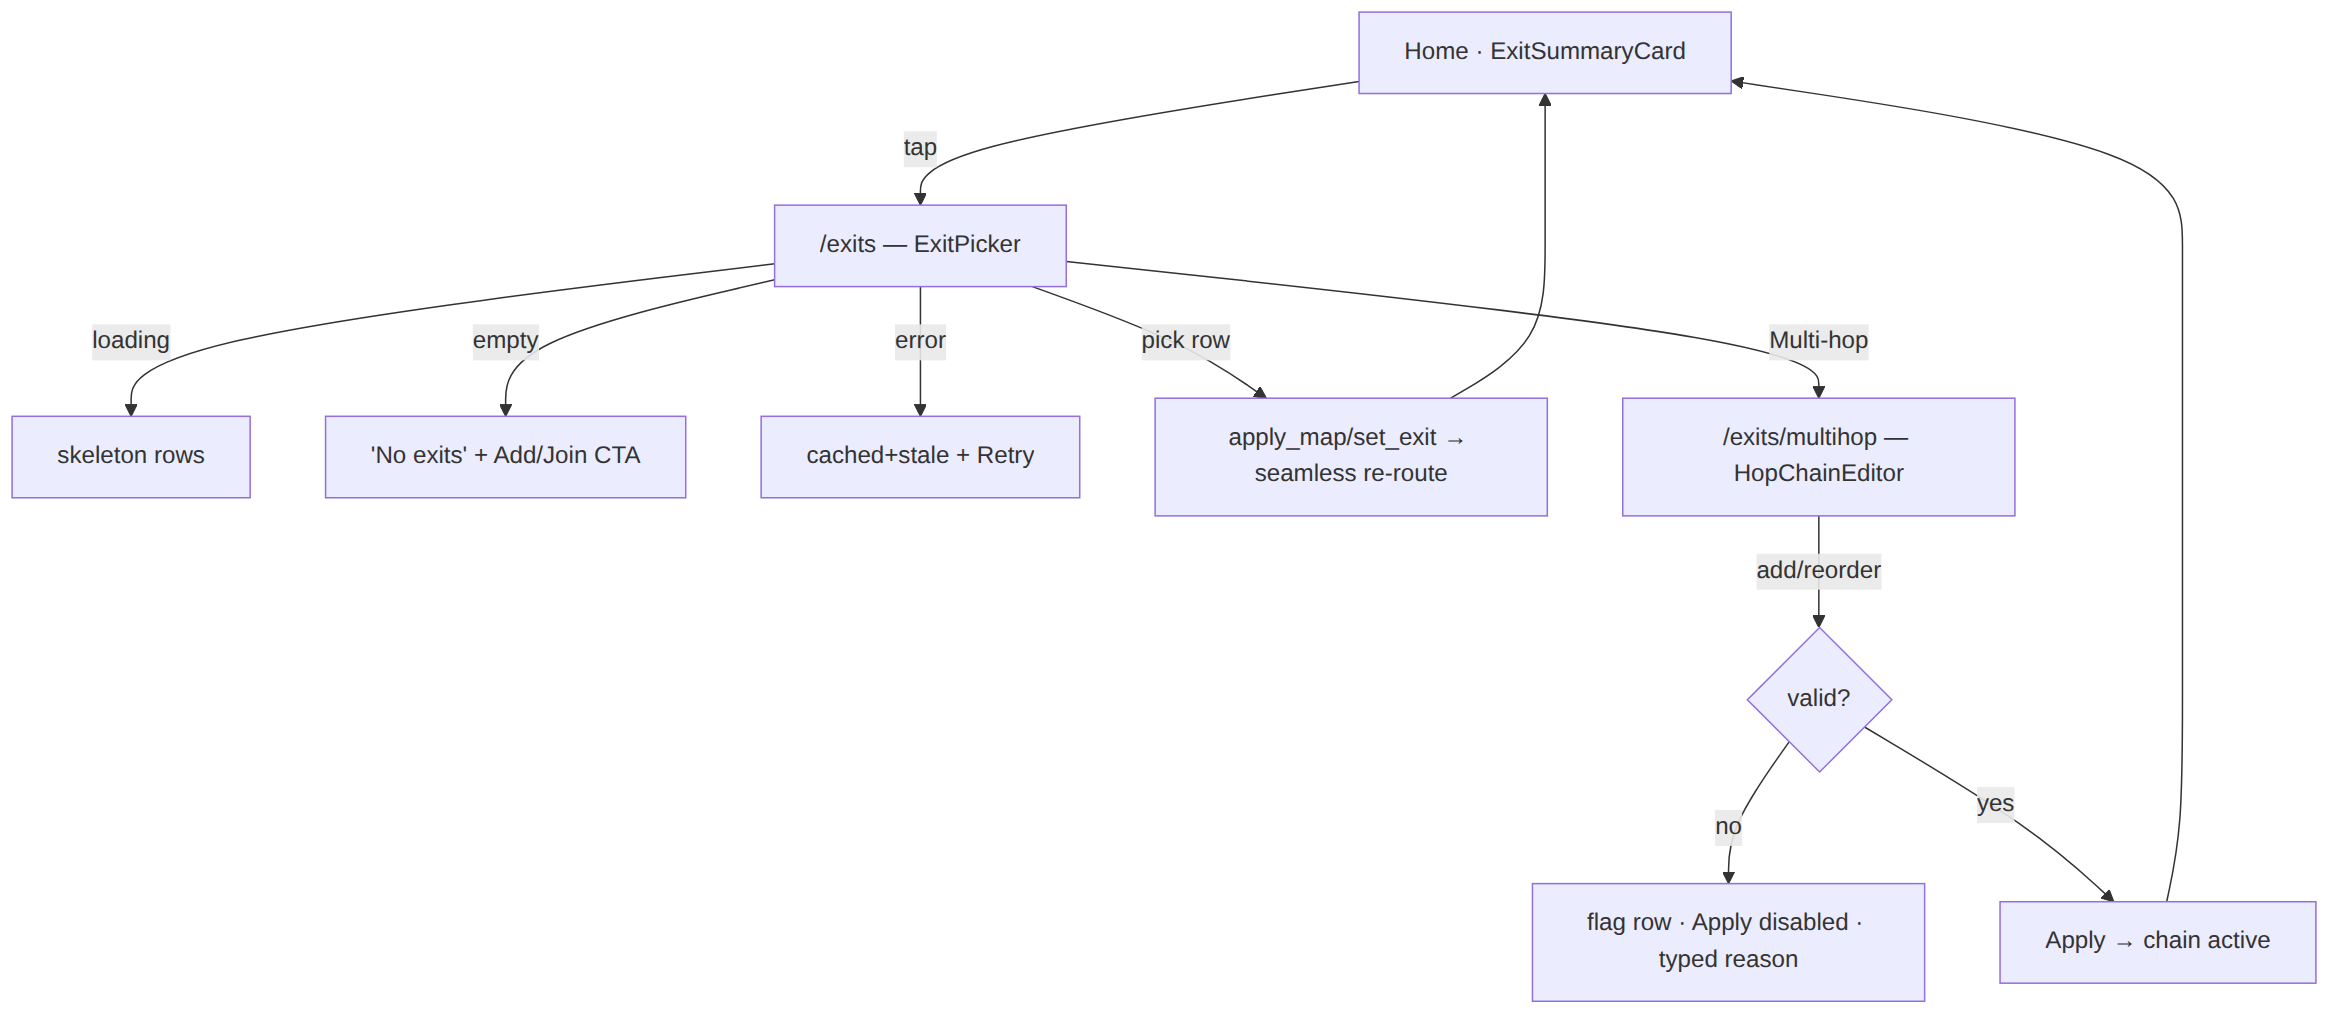 Home · ExitSummaryCard
tap
/exits — ExitPicker
loading
empty
error
pick row
Multi-hop
skeleton rows
'No exits' + Add/Join CTA
cached+stale + Retry
apply_map/set_exit →
seamless re-route
/exits/multihop —
HopChainEditor
add/reorder
valid?
no
yes
flag row · Apply disabled ·
typed reason
Apply → chain active